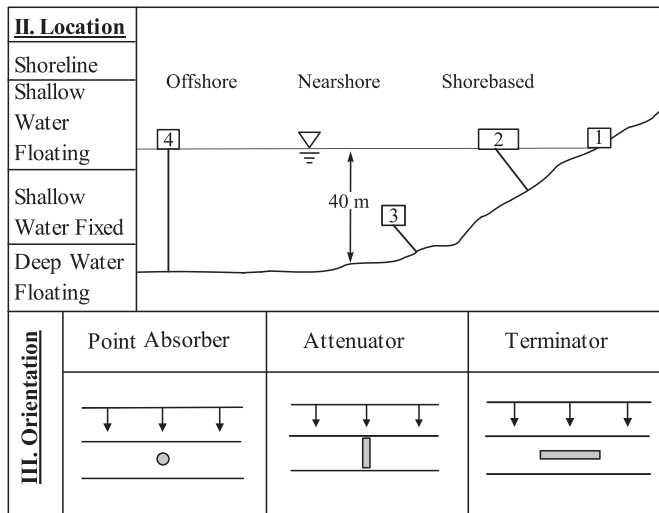 II. Location
Shoreline
Shallow
Water
Floating
Shallow
Water Fixed
Deep Water
Floating
Offshore Nearshore Shorebased
4 2 1
3
40 m
III. Orientation
Point Absorber Attenuator Terminator